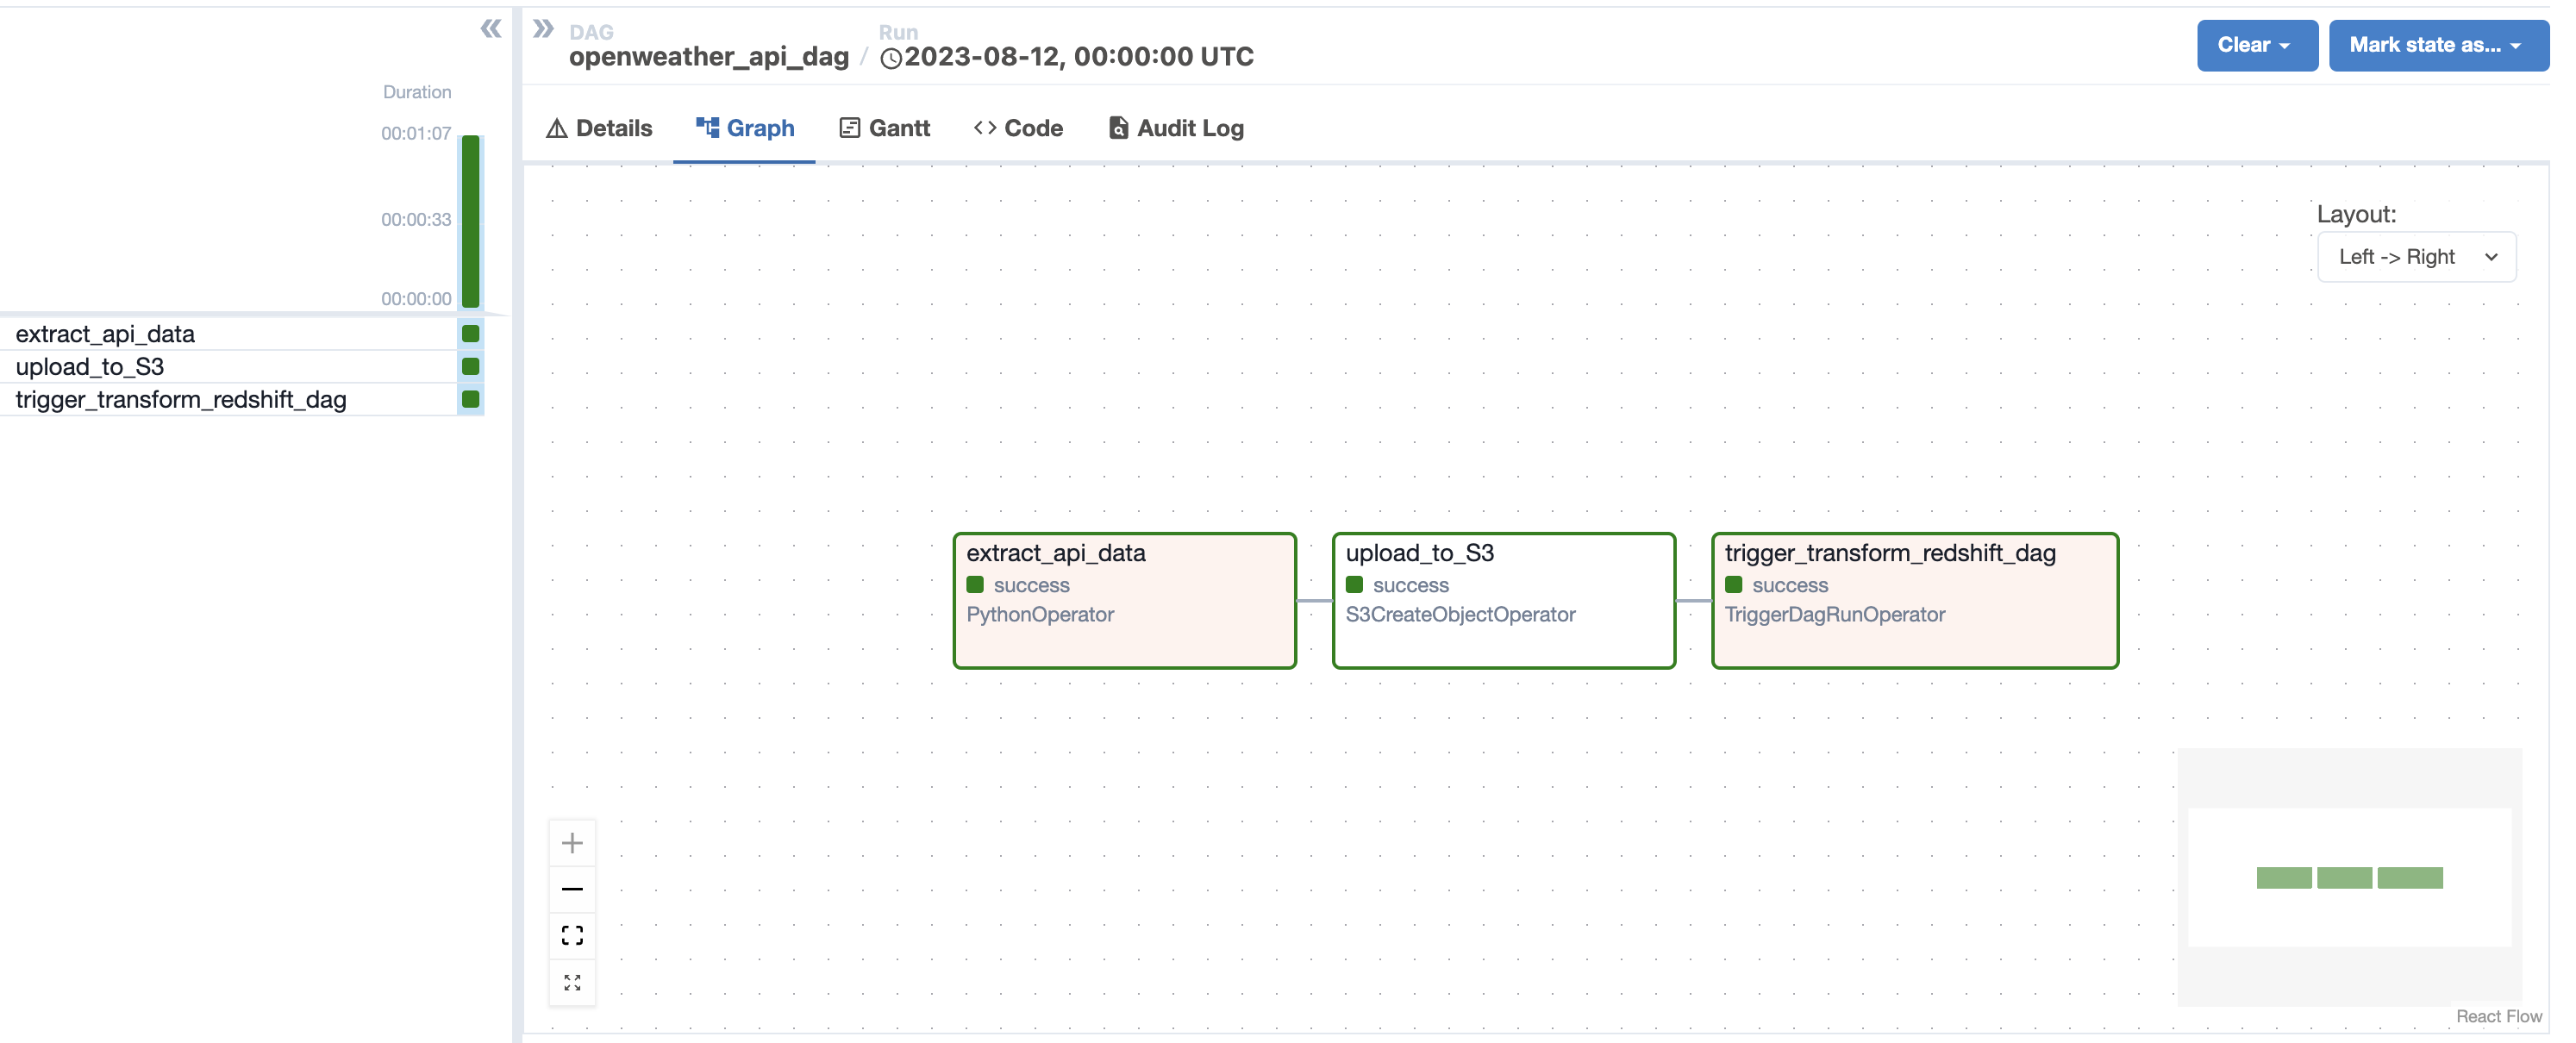 Duration
00:01:07
00:00:33
00:00:00
extract_api_data
upload_to_S3
trigger_transform_redshift_dag
DAG
openweather_api_dag
/
Run
2023-08-12, 00:00:00 UTC
Clear
Mark state as...
Details
Graph
Gantt
Code
Audit Log
Layout:
Left -> Right
extract_api_data
success
PythonOperator
upload_to_S3
success
S3CreateObjectOperator
trigger_transform_redshift_dag
success
TriggerDagRunOperator
React Flow